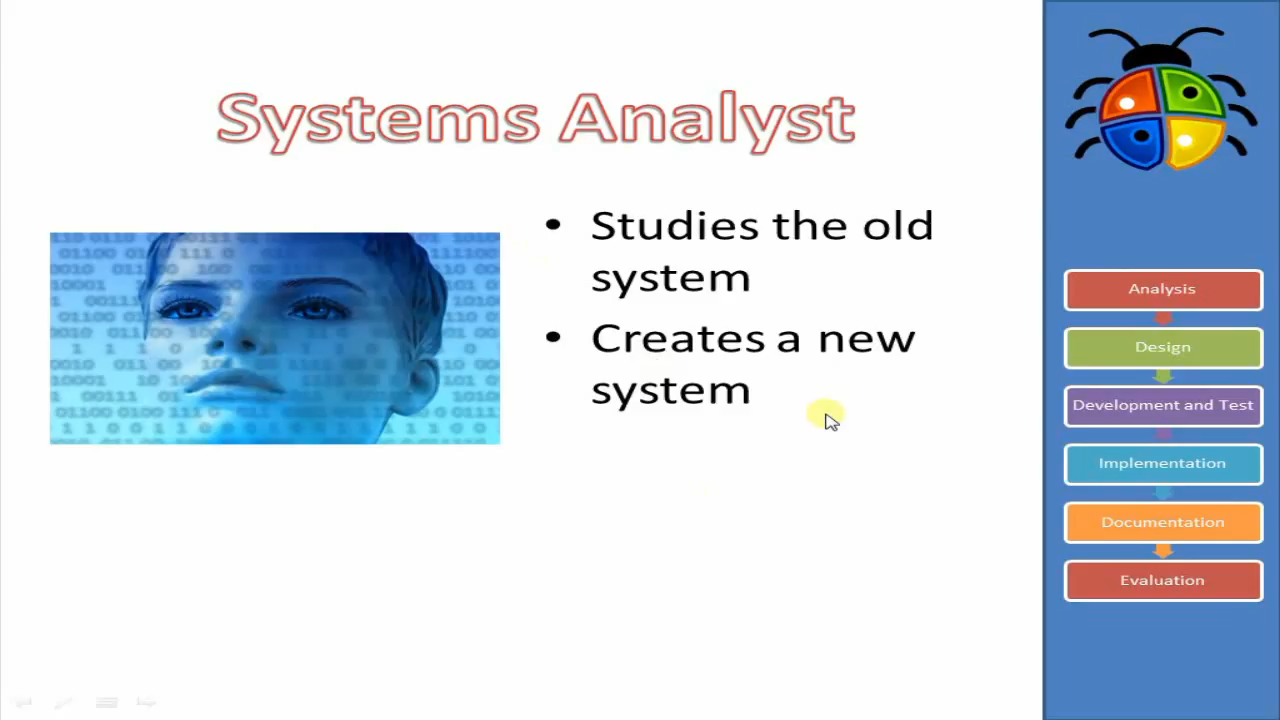 Systems Analyst
• Studies the old
system
• Creates a new
system
Analysis
Design
Development and Test
Implementation
Documentation
Evaluation